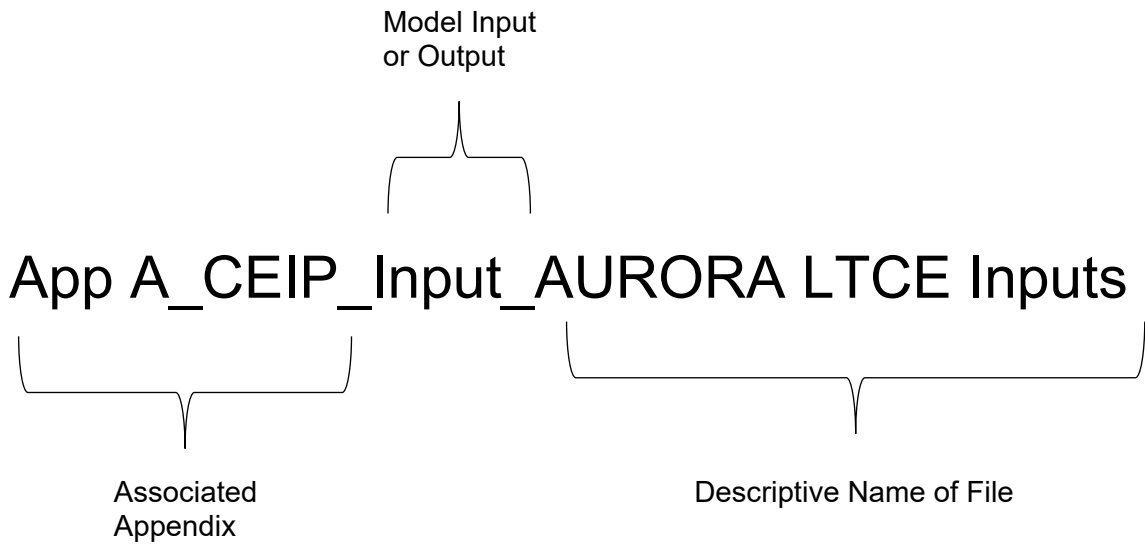 Model Input
or Output
App A_CEIP_Input_AURORA LTCE Inputs
Associated
Appendix
Descriptive Name of File